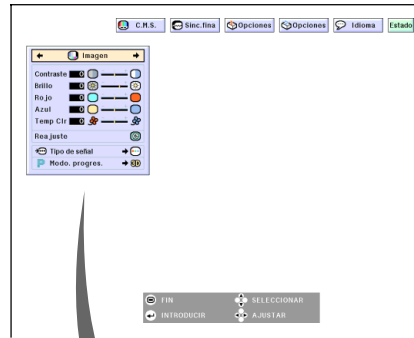 C.M.S. Sinc.fina Opciones Opciones Idioma Estado
Imagen
Contraste 0
Brillo 0
Rojo 0
Azul 0
Temp Clr 0
Reajuste
Tipo de señal
P Modo. progres. 3D
FIN SELECCIONAR
INTRODUCIR AJUSTAR